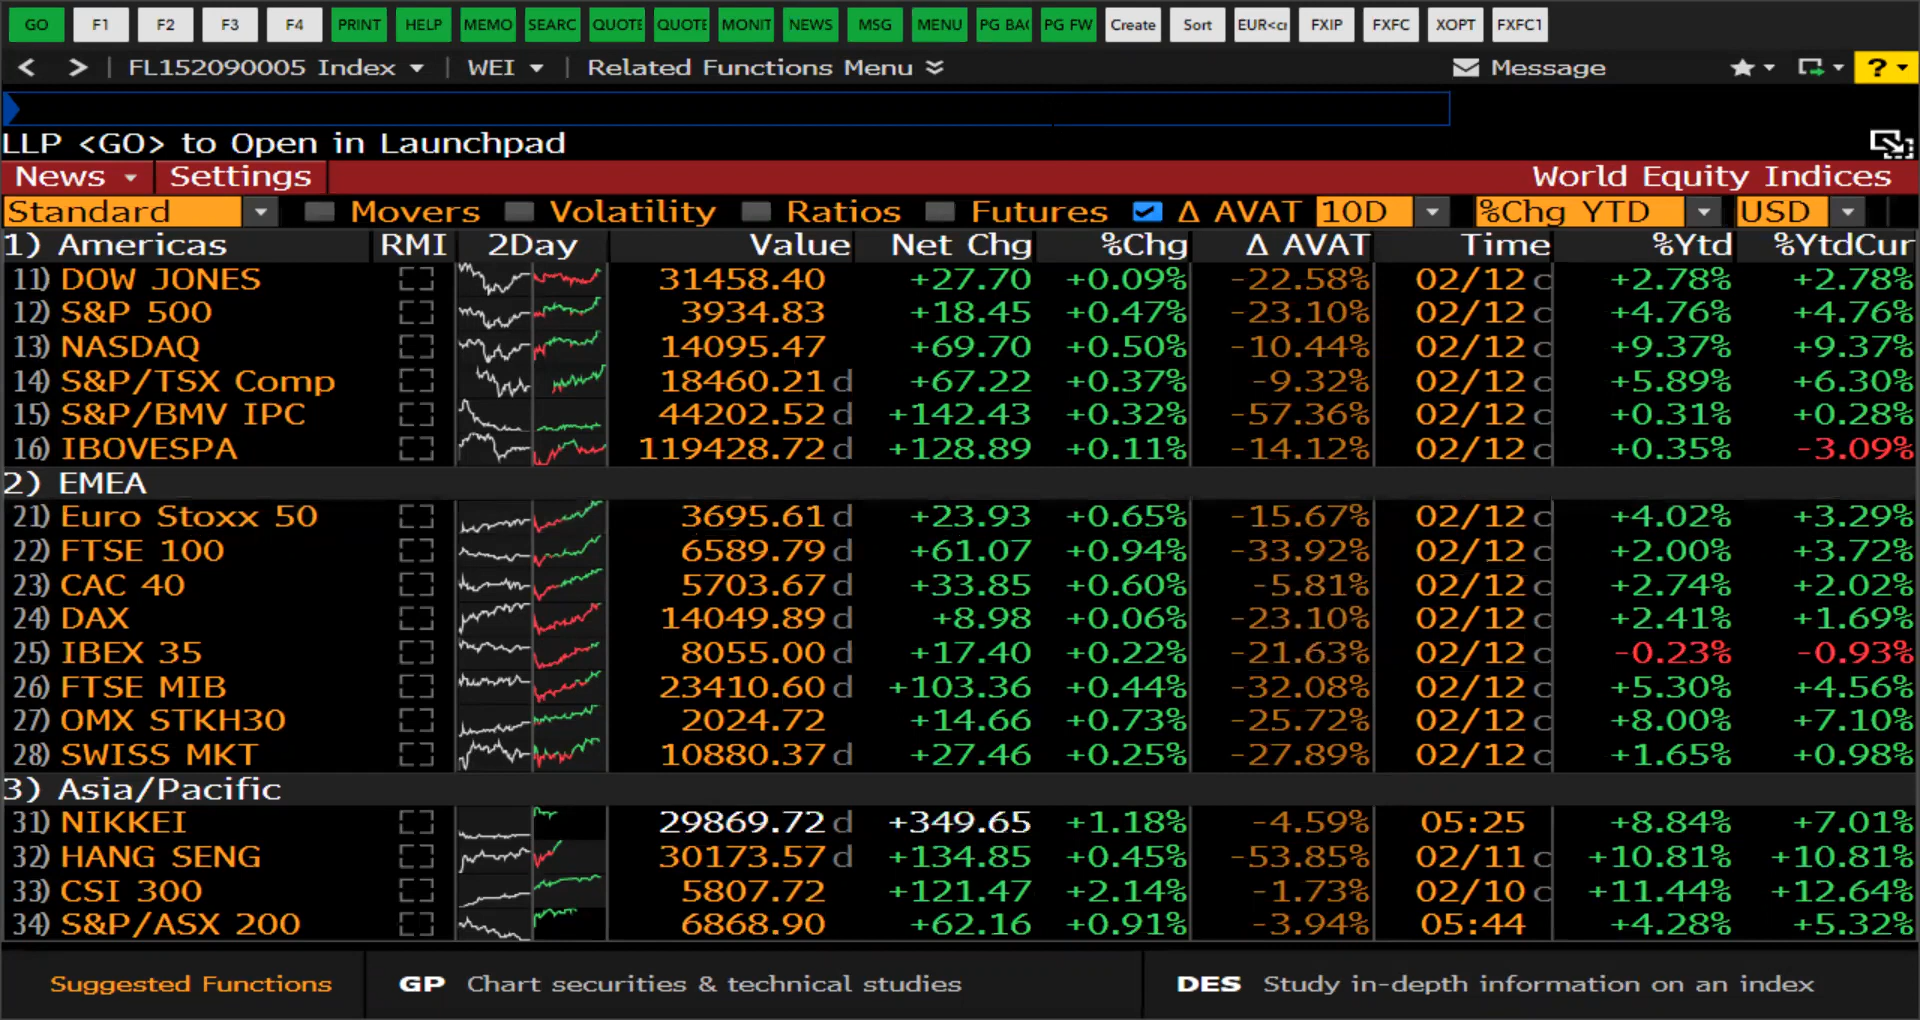 GO F1 F2 F3 F4 PRINT HELP MEMO SEARC QUOTE QUOTE MONIT NEWS MSG MENU PG BA PG FW Create Sort EUR<c FXIP FXFC XOPT FXFC1
< > FL152090005 Index WEI Related Functions Menu Message ?
LLP <GO> to Open in Launchpad
News Settings World Equity Indices
Standard Movers Volatility Ratios Futures Δ AVAT 10D %Chg YTD USD
1) Americas RMI 2Day Value Net Chg %Chg Δ AVAT Time %Ytd %YtdCur
11) DOW JONES 31458.40 +27.70 +0.09% -22.58% 02/12 c +2.78% +2.78%
12) S&P 500 3934.83 +18.45 +0.47% -23.10% 02/12 c +4.76% +4.76%
13) NASDAQ 14095.47 +69.70 +0.50% -10.44% 02/12 c +9.37% +9.37%
14) S&P/TSX Comp 18460.21 d +67.22 +0.37% -9.32% 02/12 c +5.89% +6.30%
15) S&P/BMV IPC 44202.52 d +142.43 +0.32% -57.36% 02/12 c +0.31% +0.28%
16) IBOVESPA 119428.72 d +128.89 +0.11% -14.12% 02/12 c +0.35% -3.09%
2) EMEA
21) Euro Stoxx 50 3695.61 d +23.93 +0.65% -15.67% 02/12 c +4.02% +3.29%
22) FTSE 100 6589.79 d +61.07 +0.94% -33.92% 02/12 c +2.00% +3.72%
23) CAC 40 5703.67 d +33.85 +0.60% -5.81% 02/12 c +2.74% +2.02%
24) DAX 14049.89 d +8.98 +0.06% -23.10% 02/12 c +2.41% +1.69%
25) IBEX 35 8055.00 d +17.40 +0.22% -21.63% 02/12 c -0.23% -0.93%
26) FTSE MIB 23410.60 d +103.36 +0.44% -32.08% 02/12 c +5.30% +4.56%
27) OMX STKH30 2024.72 +14.66 +0.73% -25.72% 02/12 c +8.00% +7.10%
28) SWISS MKT 10880.37 d +27.46 +0.25% -27.89% 02/12 c +1.65% +0.98%
3) Asia/Pacific
31) NIKKEI 29869.72 d +349.65 +1.18% -4.59% 05:25 +8.84% +7.01%
32) HANG SENG 30173.57 d +134.85 +0.45% -53.85% 02/11 c +10.81% +10.81%
33) CSI 300 5807.72 +121.47 +2.14% -1.73% 02/10 c +11.44% +12.64%
34) S&P/ASX 200 6868.90 +62.16 +0.91% -3.94% 05:44 +4.28% +5.32%
Suggested Functions GP Chart securities & technical studies DES Study in-depth information on an index